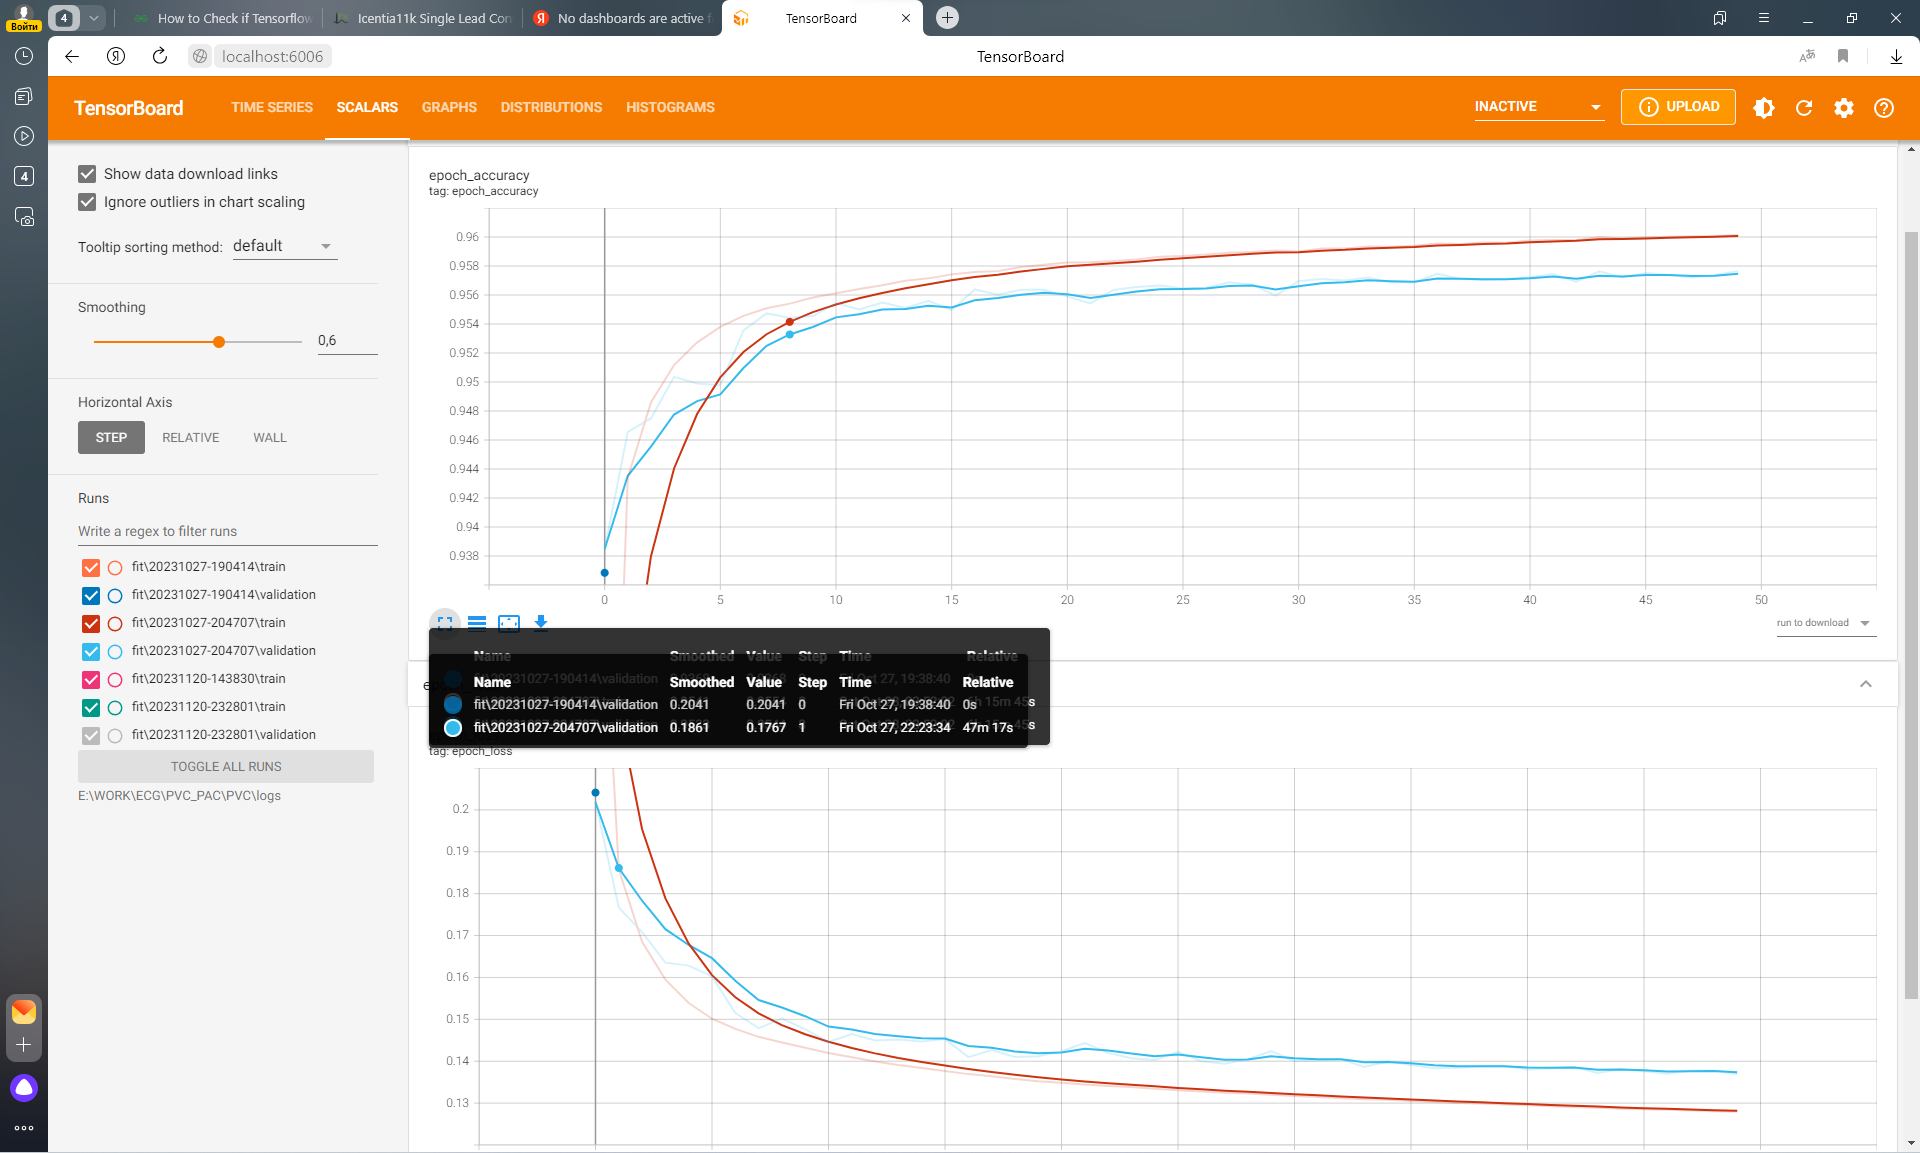 Войти
4
How to Check if Tensorflow
Icentia11k Single Lead Con
No dashboards are active f
TensorBoard
localhost:6006
TensorBoard
4
TensorBoard
TIME SERIES
SCALARS
GRAPHS
DISTRIBUTIONS
HISTOGRAMS
INACTIVE
UPLOAD
Show data download links
Ignore outliers in chart scaling
Tooltip sorting method: default
Smoothing
0,6
Horizontal Axis
STEP RELATIVE WALL
Runs
Write a regex to filter runs
fit\20231027-190414\train
fit\20231027-190414\validation
fit\20231027-204707\train
fit\20231027-204707\validation
fit\20231120-143830\train
fit\20231120-232801\train
fit\20231120-232801\validation
TOGGLE ALL RUNS
E:\WORK\ECG\PVC_PAC\PVC\logs
epoch_accuracy
tag: epoch_accuracy
0.96
0.958
0.956
0.954
0.952
0.95
0.948
0.946
0.944
0.942
0.94
0.938
0 5 10 15 20 25 30 35 40 45 50
run to download
Name Smoothed Value Step Time Relative
Name Smoothed Value Step Time Relative
fit\20231027-190414\validation 0.2041 0.2041 0 Fri Oct 27, 19:38:40 0s
fit\20231027-204707\validation 0.1861 0.1767 1 Fri Oct 27, 22:23:34 47m 17s
tag: epoch_loss
0.2
0.19
0.18
0.17
0.16
0.15
0.14
0.13